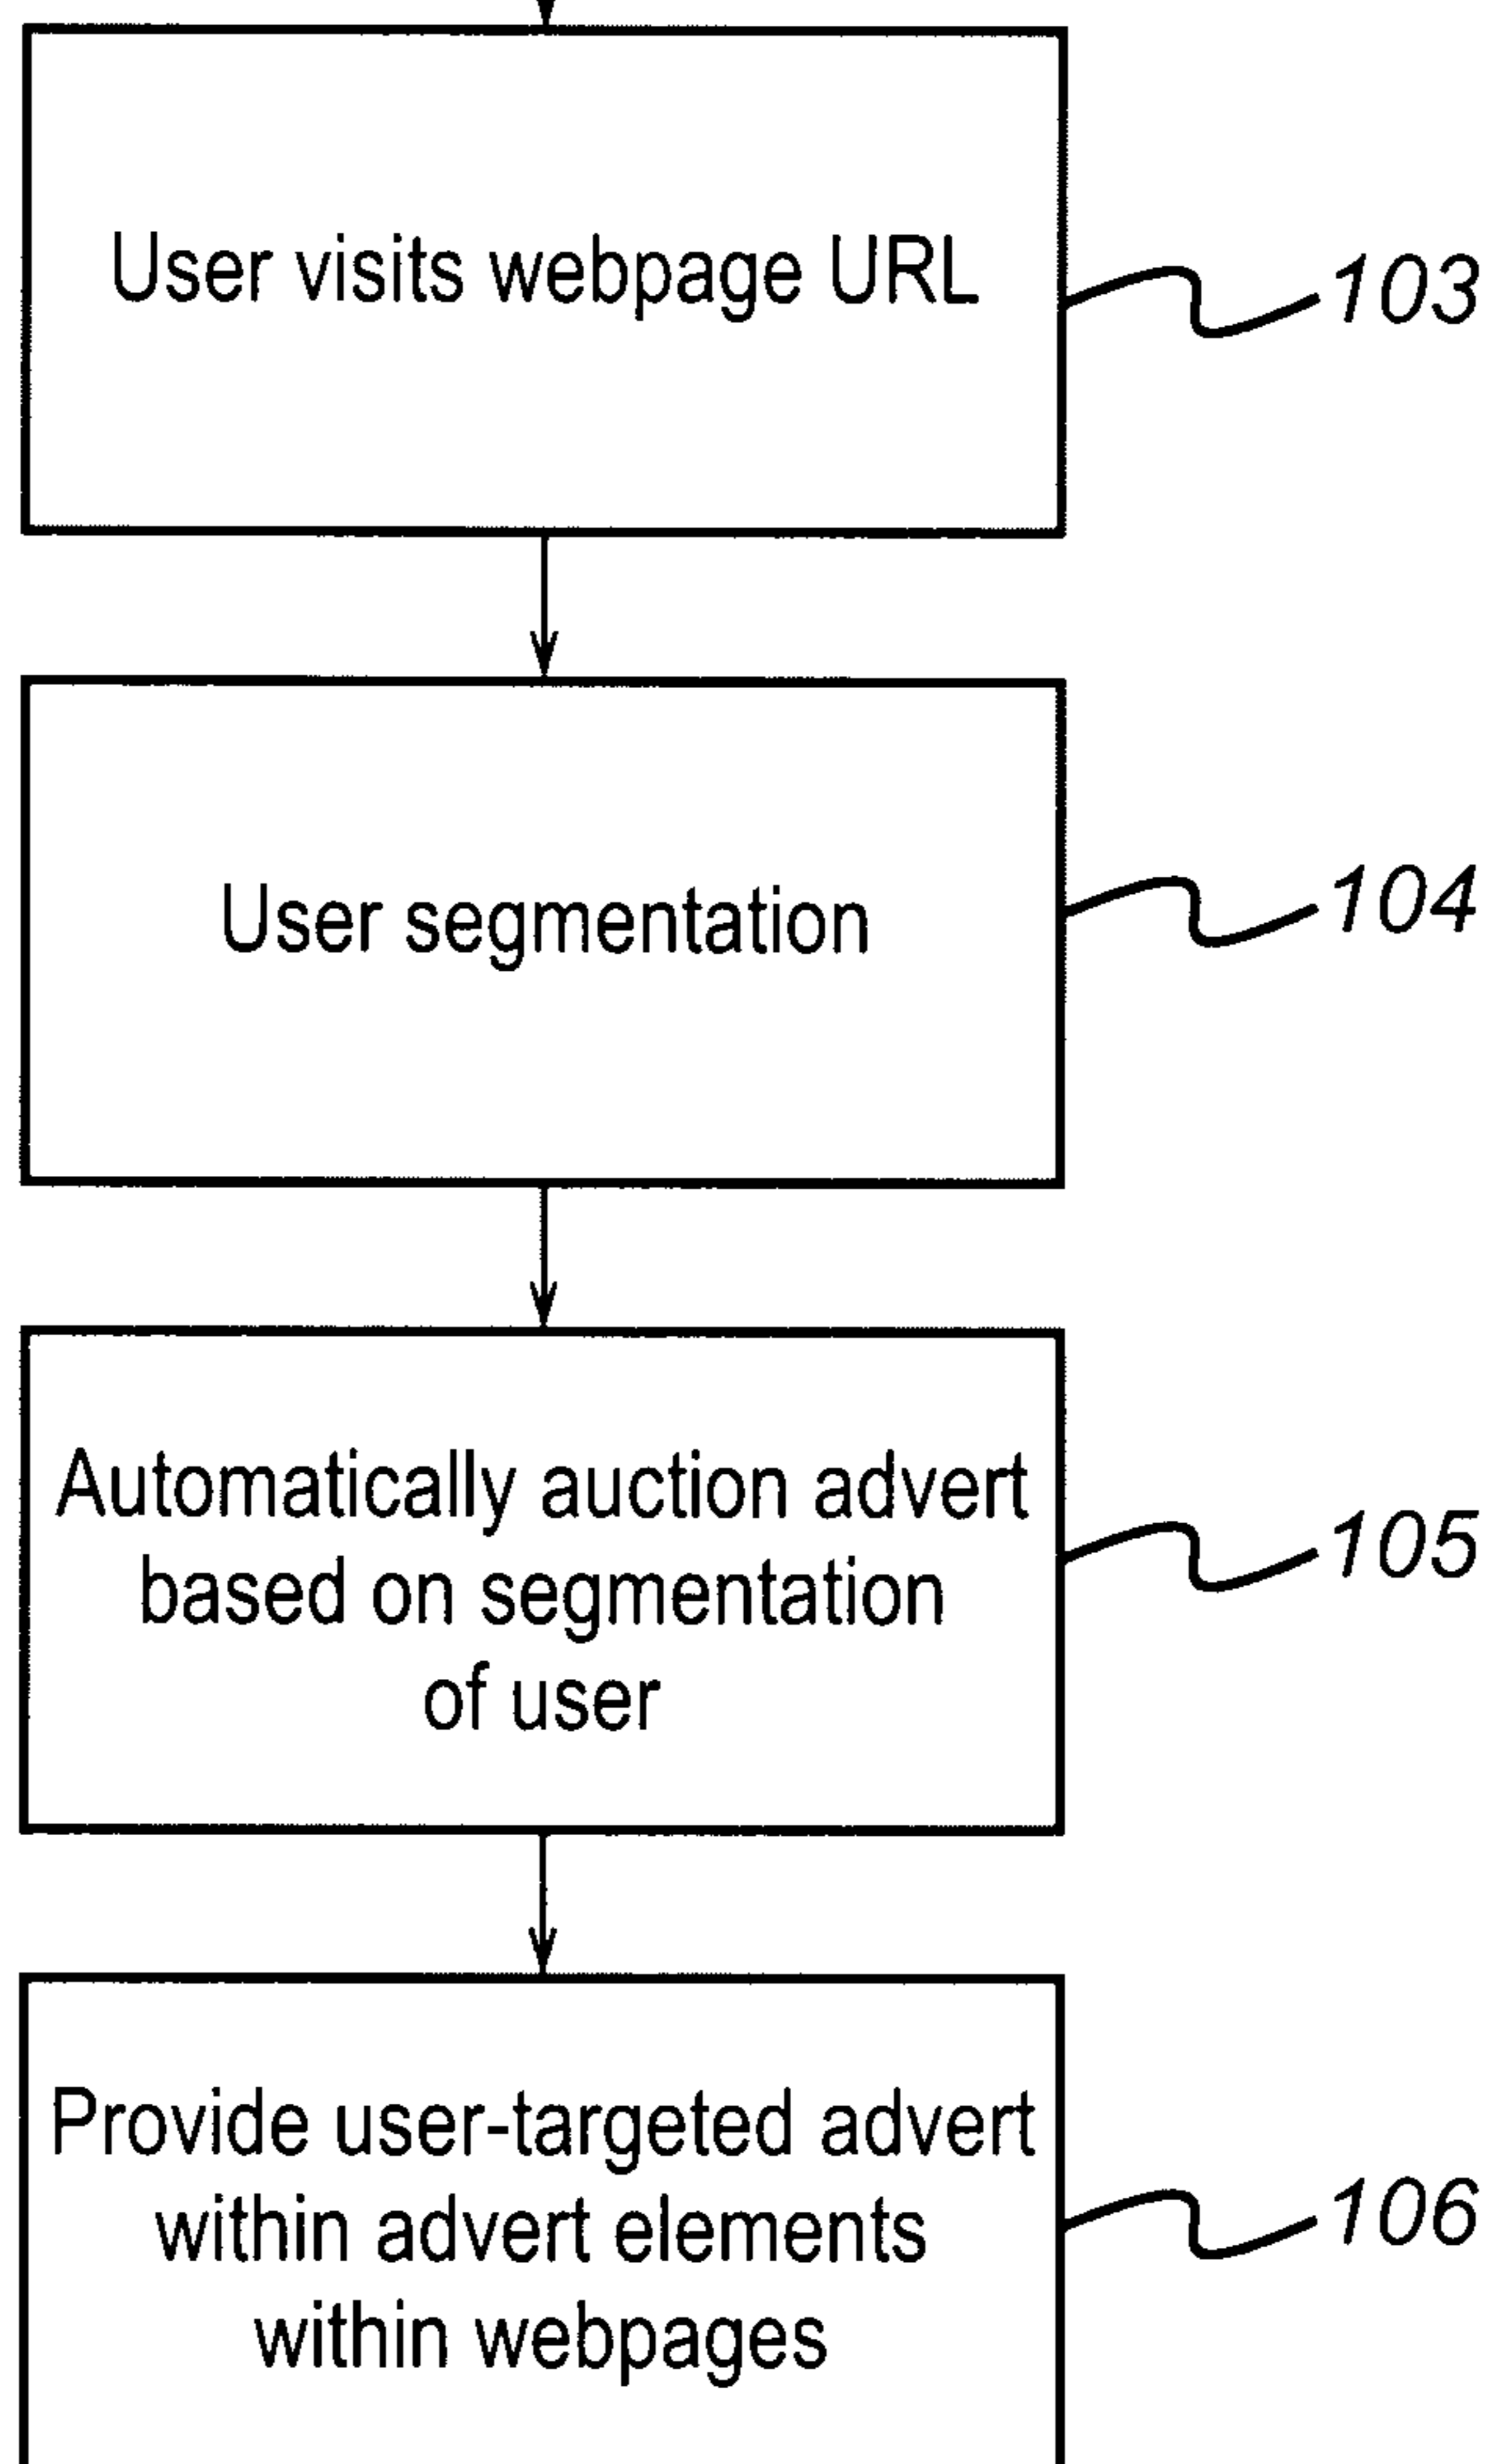 User visits webpage URL
103
User segmentation
104
Automatically auction advert
based on segmentation
of user
105
Provide user-targeted advert
within advert elements
within webpages
106